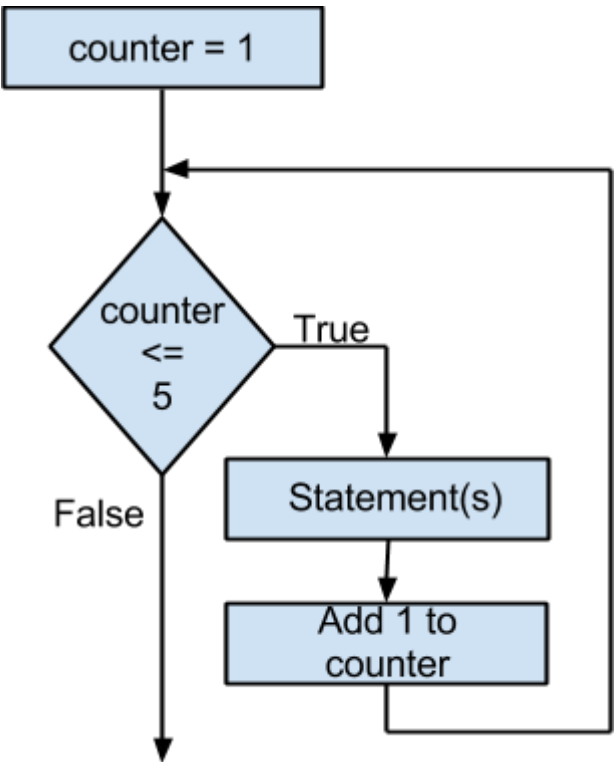 counter = 1
counter
<=
5
True
False
Statement(s)
Add 1 to
counter